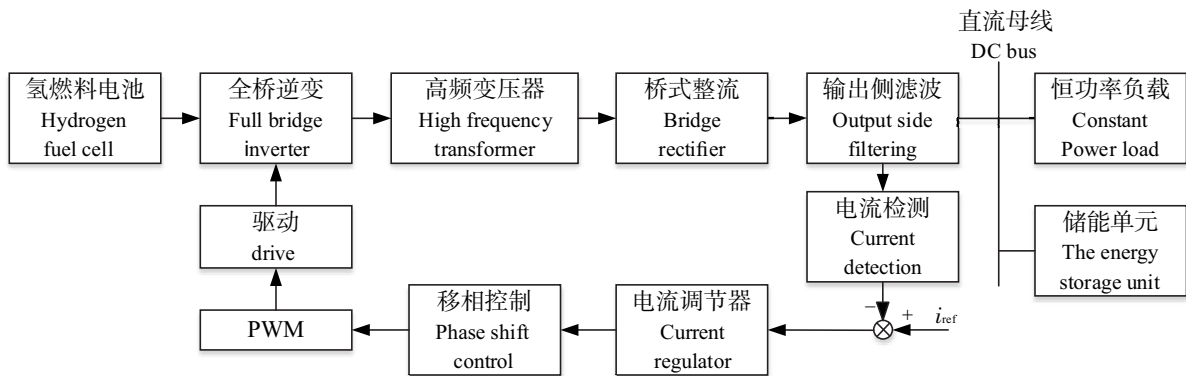 直流母线
DC bus
氢燃料电池
Hydrogen
fuel cell
全桥逆变
Full bridge
inverter
高频变压器
High frequency
transformer
桥式整流
Bridge
rectifier
输出侧滤波
Output side
filtering
恒功率负载
Constant
Power load
驱动
drive
电流检测
Current
detection
储能单元
The energy
storage unit
PWM
移相控制
Phase shift
control
电流调节器
Current
regulator
− + iref